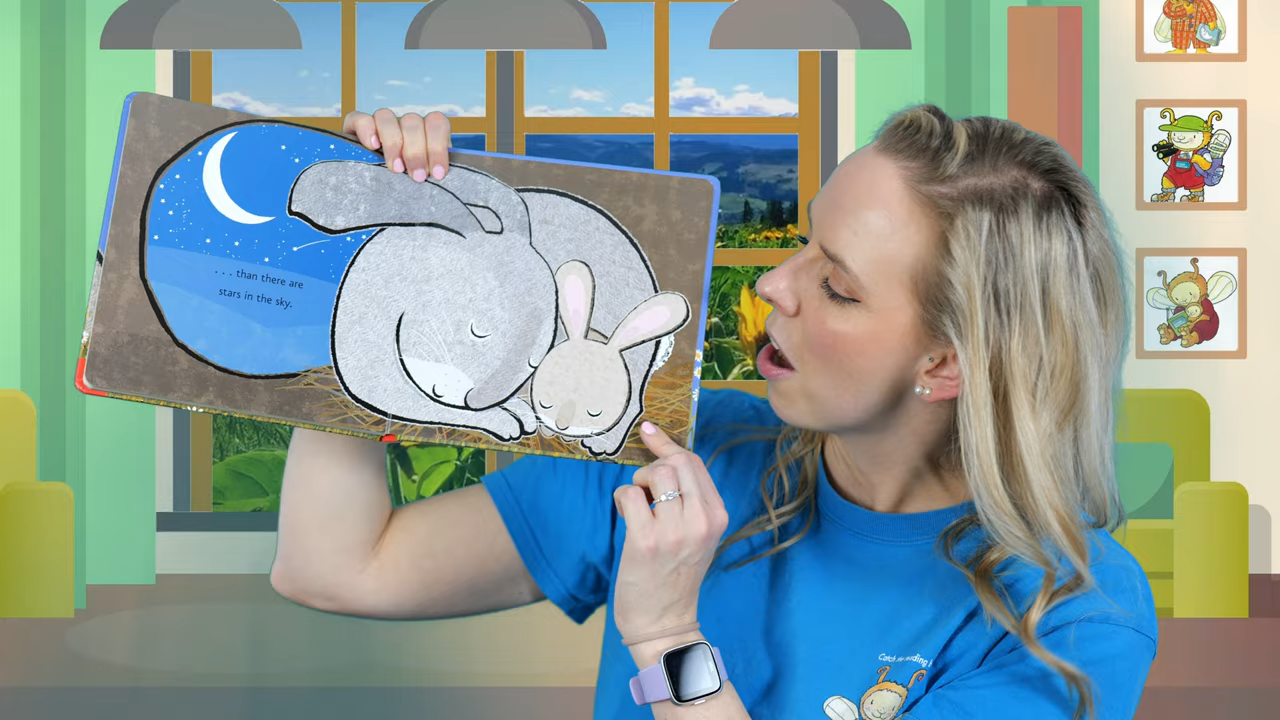 . . . than there are
stars in the sky.